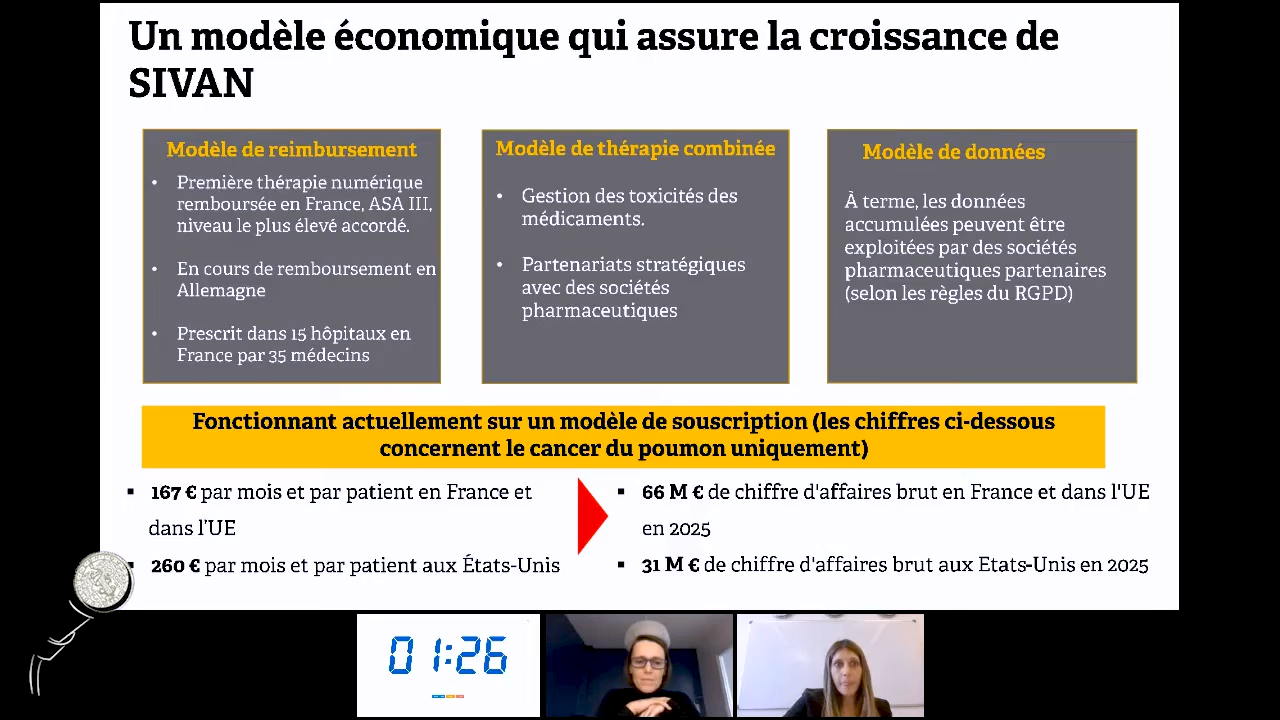 Un modèle économique qui assure la croissance de
SIVAN
Modèle de reimbursement
• Première thérapie numérique
remboursée en France, ASA III,
niveau le plus élevé accordé.
• En cours de remboursement en
Allemagne
• Prescrit dans 15 hôpitaux en
France par 35 médecins
Modèle de thérapie combinée
• Gestion des toxicités des
médicaments.
• Partenariats stratégiques
avec des sociétés
pharmaceutiques
Modèle de données
À terme, les données
accumulées peuvent être
exploitées par des sociétés
pharmaceutiques partenaires
(selon les règles du RGPD)
Fonctionnant actuellement sur un modèle de souscription (les chiffres ci-dessous
concernent le cancer du poumon uniquement)
▪ 167 € par mois et par patient en France et
dans l'UE
▪ 260 € par mois et par patient aux États-Unis
▪ 66 M € de chiffre d'affaires brut en France et dans l'UE
en 2025
▪ 31 M € de chiffre d'affaires brut aux Etats-Unis en 2025
01:26